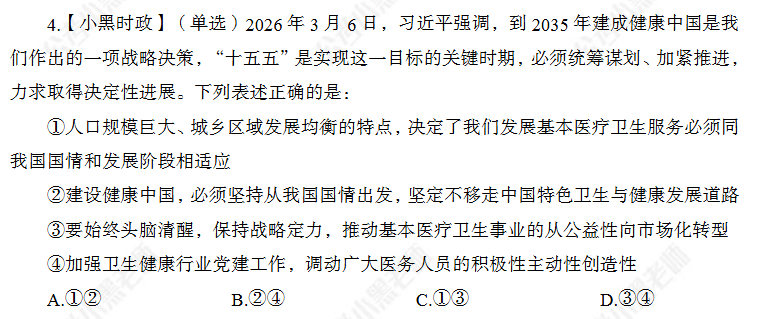 4.【小黑时政】（单选）2026 年 3 月 6 日，习近平强调，到 2035 年建成健康中国是我
们作出的一项战略决策，“十五五”是实现这一目标的关键时期，必须统筹谋划、加紧推进，
力求取得决定性进展。下列表述正确的是：
①人口规模巨大、城乡区域发展均衡的特点，决定了我们发展基本医疗卫生服务必须同
我国国情和发展阶段相适应
②建设健康中国，必须坚持从我国国情出发，坚定不移走中国特色卫生与健康发展道路
③要始终头脑清醒，保持战略定力，推动基本医疗卫生事业的从公益性向市场化转型
④加强卫生健康行业党建工作，调动广大医务人员的积极性主动性创造性
A.①② B.②④ C.①③ D.③④